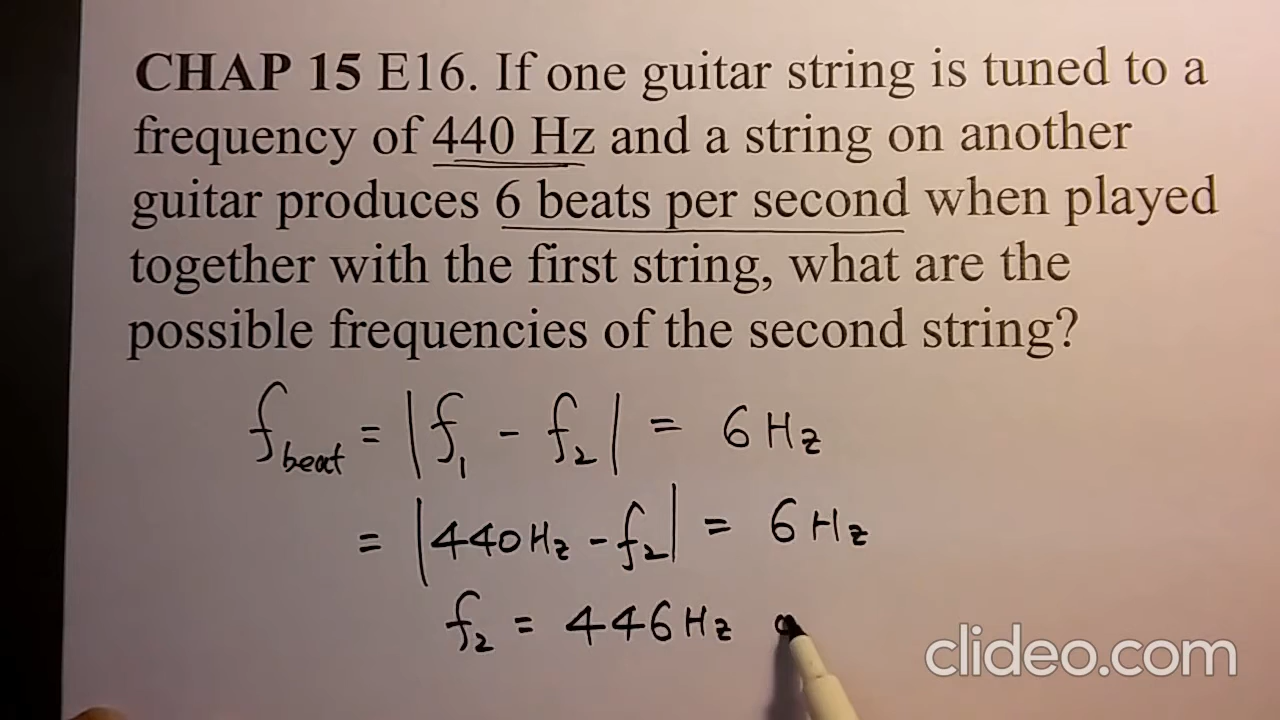 CHAP 15 E16. If one guitar string is tuned to a
frequency of 440 Hz and a string on another
guitar produces 6 beats per second when played
together with the first string, what are the
possible frequencies of the second string?
f_beat = |f_1 - f_2| = 6 Hz
= |440Hz - f_2| = 6 Hz
f_2 = 446 Hz
clideo.com